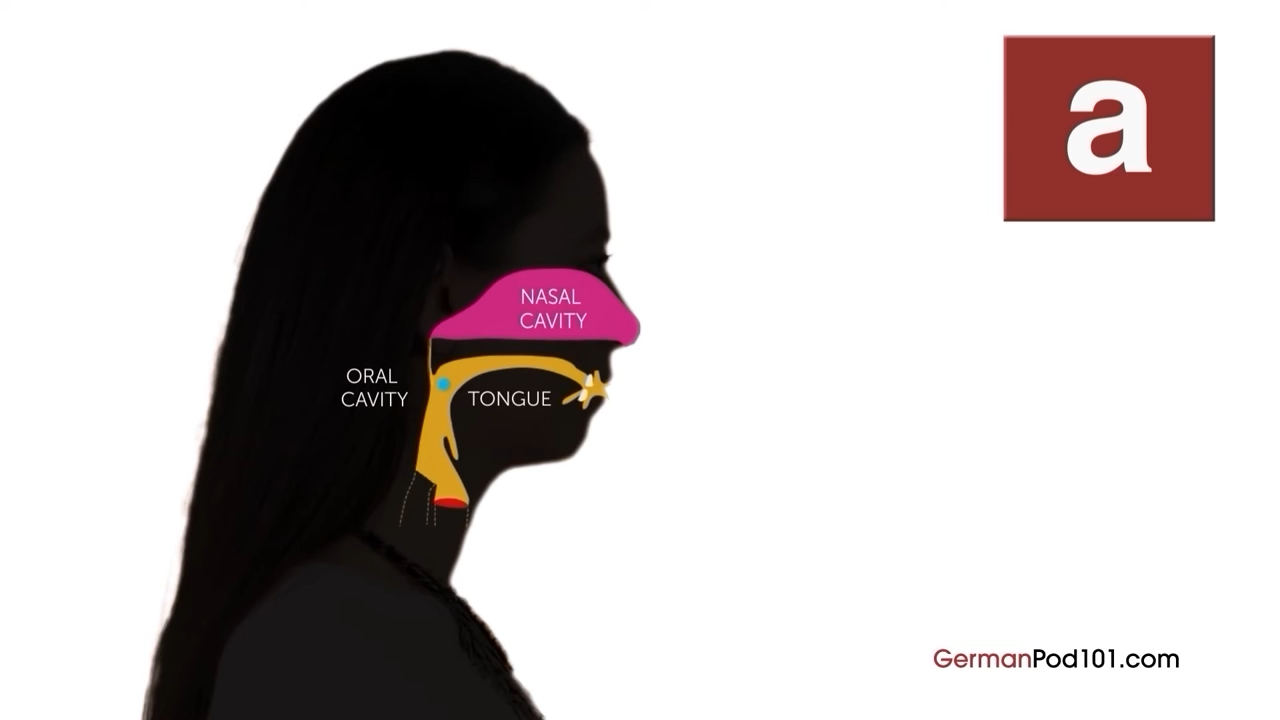 a
NASAL
CAVITY
ORAL
CAVITY
TONGUE
GermanPod101.com